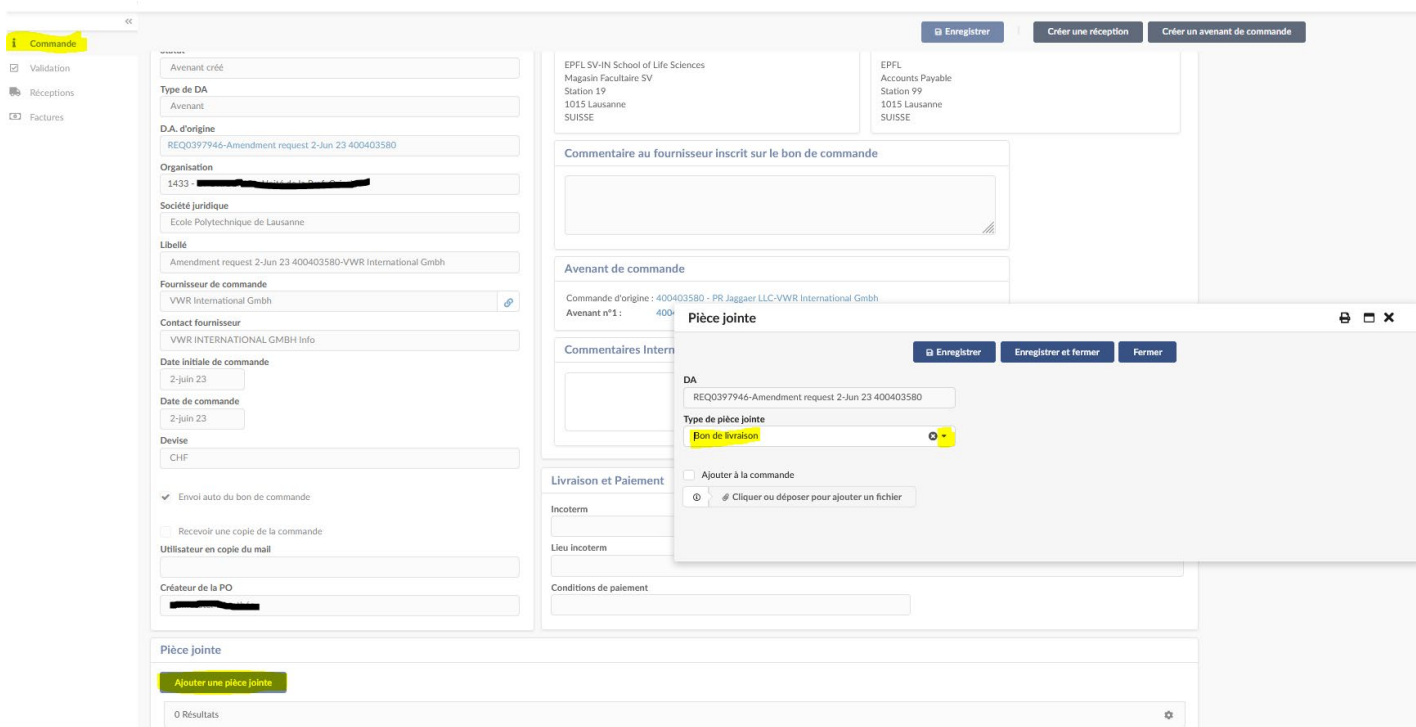 «
Commande
Validation
Réceptions
Factures
Enregistrer
Créer une réception
Créer un avenant de commande
Statut
Avenant créé
Type de DA
Avenant
D.A. d'origine
REQ0397946-Amendment request 2-Jun 23 400403580
Organisation
1433 -
Société juridique
Ecole Polytechnique de Lausanne
Libellé
Amendment request 2-Jun 23 400403580-VWR International Gmbh
Fournisseur de commande
VWR International Gmbh
Contact fournisseur
VWR INTERNATIONAL GMBH Info
Date initiale de commande
2-juin 23
Date de commande
2-juin 23
Devise
CHF
Envoi auto du bon de commande
Recevoir une copie de la commande
Utilisateur en copie du mail
Créateur de la PO
EPFL SV-IN School of Life Sciences
Magasin Facultaire SV
Station 19
1015 Lausanne
SUISSE
EPFL
Accounts Payable
Station 99
1015 Lausanne
SUISSE
Commentaire au fournisseur inscrit sur le bon de commande
Avenant de commande
Commande d'origine : 400403580 - PR Jaggaer LLC-VWR International Gmbh
Avenant n°1 : 400
Commentaires Intern
Livraison et Paiement
Incoterm
Lieu incoterm
Conditions de paiement
Pièce jointe
Enregistrer
Enregistrer et fermer
Fermer
DA
REQ0397946-Amendment request 2-Jun 23 400403580
Type de pièce jointe
Bon de livraison
Ajouter à la commande
Cliquer ou déposer pour ajouter un fichier
Pièce jointe
Ajouter une pièce jointe
0 Résultats